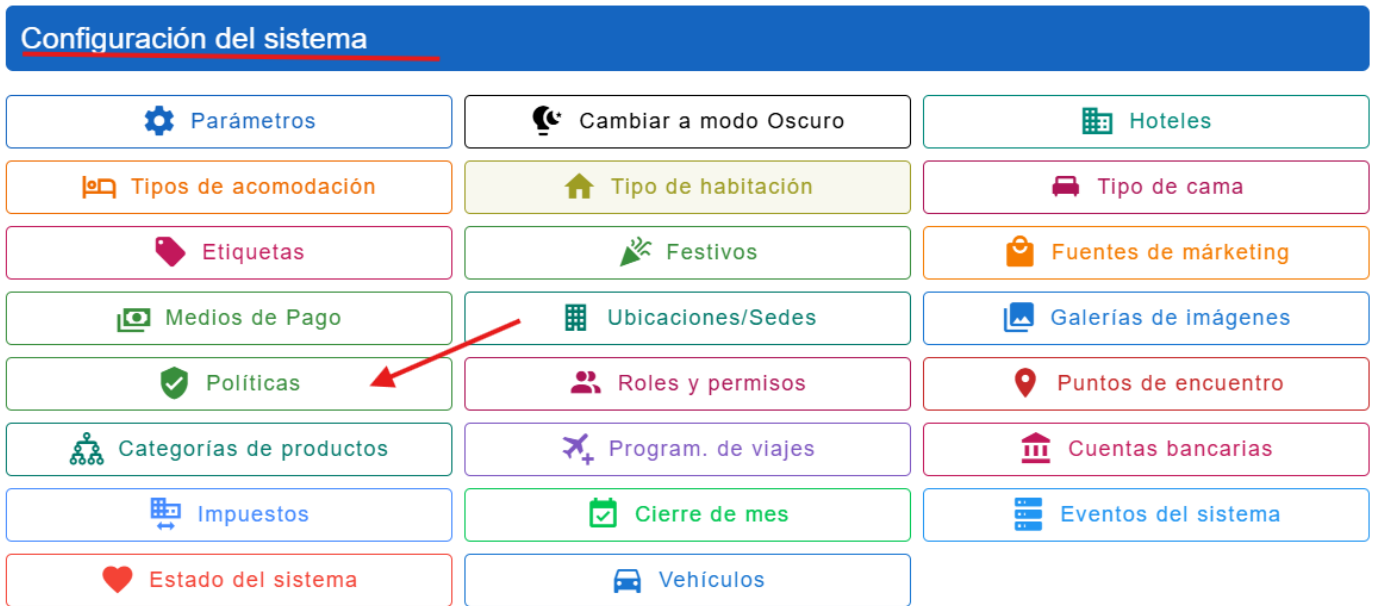 Configuración del sistema
Parámetros
Cambiar a modo Oscuro
Hoteles
Tipos de acomodación
Tipo de habitación
Tipo de cama
Etiquetas
Festivos
Fuentes de márketing
Medios de Pago
Ubicaciones/Sedes
Galerías de imágenes
Políticas
Roles y permisos
Puntos de encuentro
Categorías de productos
Program. de viajes
Cuentas bancarias
Impuestos
Cierre de mes
Eventos del sistema
Estado del sistema
Vehículos